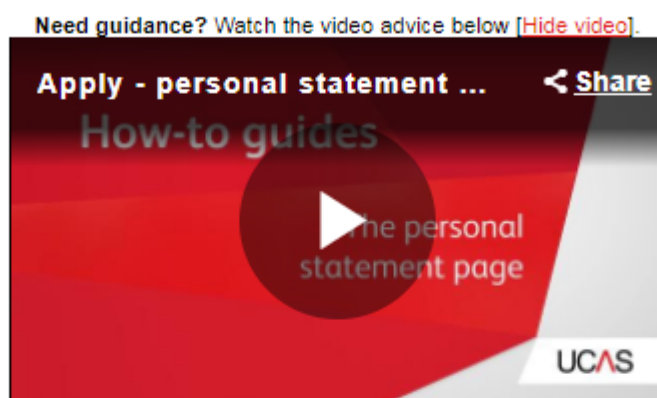 Need guidance? Watch the video advice below [Hide video].
Apply - personal statement ...
Share
How-to guides
The personal
statement page
UCAS